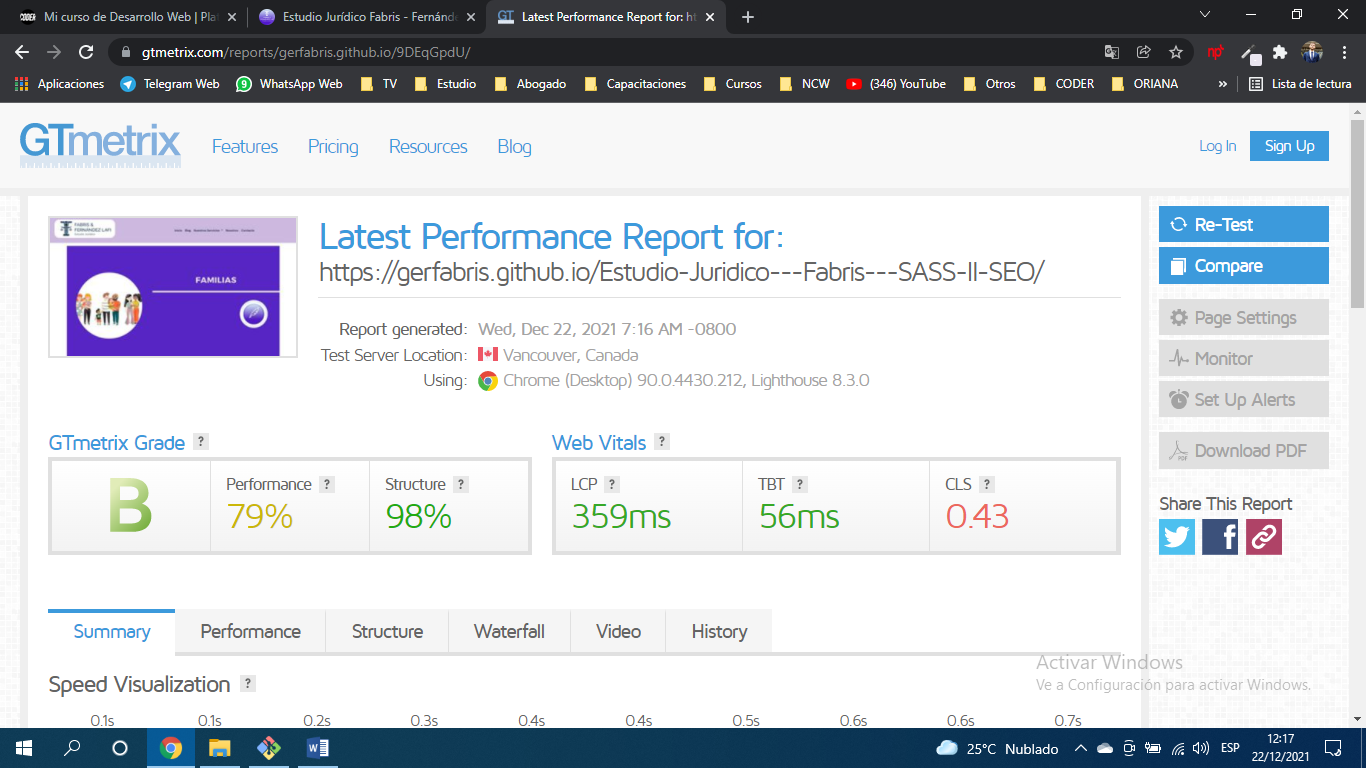 Mi curso de Desarrollo Web | Pla
Estudio Jurídico Fabris - Fernánde
Latest Performance Report for: h
gtmetrix.com/reports/gerfabris.github.io/9DEqGpdU/
Aplicaciones Telegram Web WhatsApp Web TV Estudio Abogado Capacitaciones Cursos NCW (346) YouTube Otros CODER ORIANA » Lista de lectura
GTmetrix Features Pricing Resources Blog Log In Sign Up
FABRIS &
FERNÁNDEZ LAFI
FAMILIAS
Latest Performance Report for:
https://gerfabris.github.io/Estudio-Juridico---Fabris---SASS-II-SEO/
Report generated: Wed, Dec 22, 2021 7:16 AM -0800
Test Server Location: Vancouver, Canada
Using: Chrome (Desktop) 90.0.4430.212, Lighthouse 8.3.0
Re-Test
Compare
Page Settings
Monitor
Set Up Alerts
Download PDF
Share This Report
GTmetrix Grade ?
B
Performance ?
79%
Structure ?
98%
Web Vitals ?
LCP ?
359ms
TBT ?
56ms
CLS ?
0.43
Summary Performance Structure Waterfall Video History
Speed Visualization ?
0.1s 0.1s 0.2s 0.3s 0.4s 0.4s 0.5s 0.6s 0.6s 0.7s
Activar Windows
Ve a Configuración para activar Windows.
25°C Nublado ESP
12:17
22/12/2021